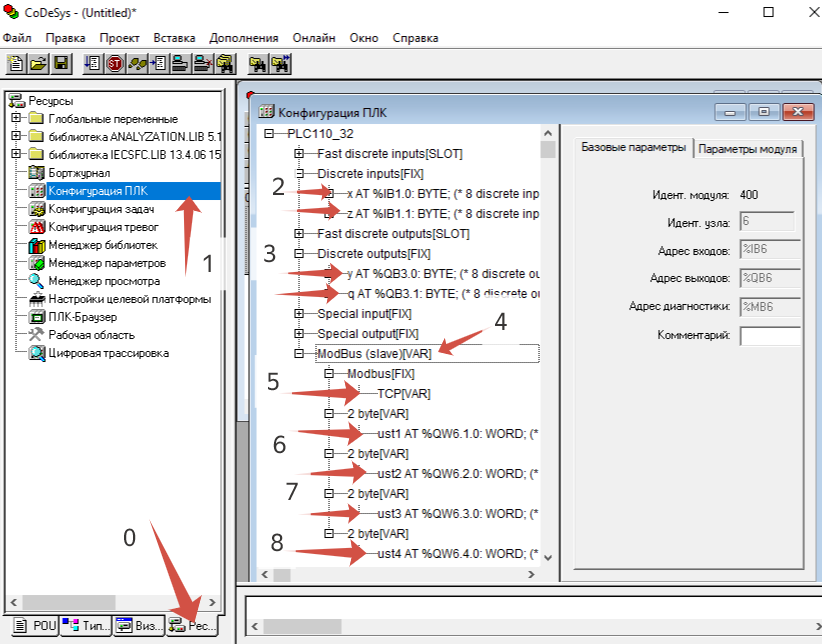 CoDeSys - (Untitled)*
Файл Правка Проект Вставка Дополнения Онлайн Окно Справка
Ресурсы
Глобальные переменные
библиотека ANALYZATION.LIB 5.1
библиотека IECSFC.LIB 13.4.06 15
Бортжурнал
Конфигурация ПЛК
Конфигурация задач
Конфигурация тревог
Менеджер библиотек
Менеджер параметров
Менеджер просмотра
Настройки целевой платформы
ПЛК-Браузер
Рабочая область
Цифровая трассировка
1
0
POU Тип... Виз... Рес...
Конфигурация ПЛК
PLC110_32
Fast discrete inputs[SLOT]
Discrete inputs[FIX]
2
x AT %IB1.0: BYTE; (* 8 discrete inp
z AT %IB1.1: BYTE; (* 8 discrete inp
Fast discrete outputs[SLOT]
3
Discrete outputs[FIX]
y AT %QB3.0: BYTE; (* 8 discrete ou
q AT %QB3.1: BYTE; (* 8 discrete ou
Special input[FIX]
4
Special output[FIX]
ModBus (slave)[VAR]
Modbus[FIX]
5
TCP[VAR]
2 byte[VAR]
ust1 AT %QW6.1.0: WORD; (*
6
2 byte[VAR]
ust2 AT %QW6.2.0: WORD; (*
7
2 byte[VAR]
ust3 AT %QW6.3.0: WORD; (*
2 byte[VAR]
8
ust4 AT %QW6.4.0: WORD; (*
Базовые параметры Параметры модуля
Идент. модуля: 400
Идент. узла: 6
Адрес входов: %IB6
Адрес выходов: %QB6
Адрес диагностики: %MB6
Комментарий: